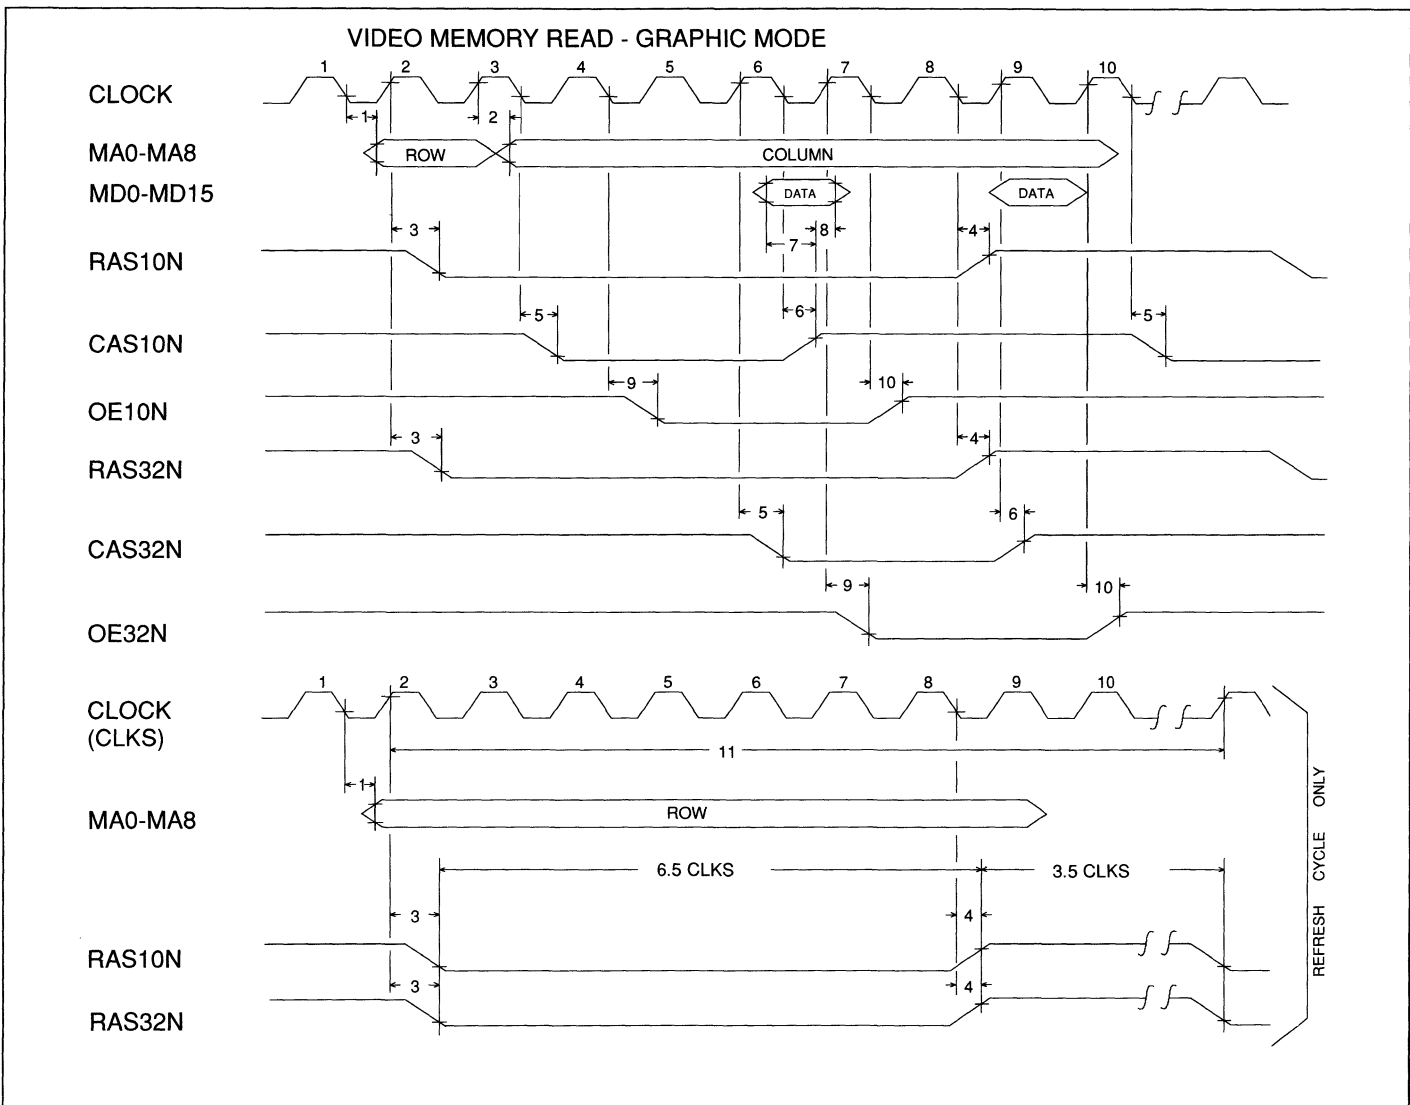 VIDEO MEMORY READ - GRAPHIC MODE
1 2 3 4 5 6 7 8 9 10
CLOCK
1 2
MA0-MA8 ROW COLUMN
MD0-MD15 DATA DATA
3 8 4
7
RAS10N
5 6 5
CAS10N
9 10
OE10N
3 4
RAS32N
5 6
CAS32N
9 10
OE32N
1 2 3 4 5 6 7 8 9 10
CLOCK
(CLKS)
11
1
MA0-MA8 ROW
6.5 CLKS 3.5 CLKS
3 4
RAS10N
3 4
RAS32N
REFRESH CYCLE ONLY